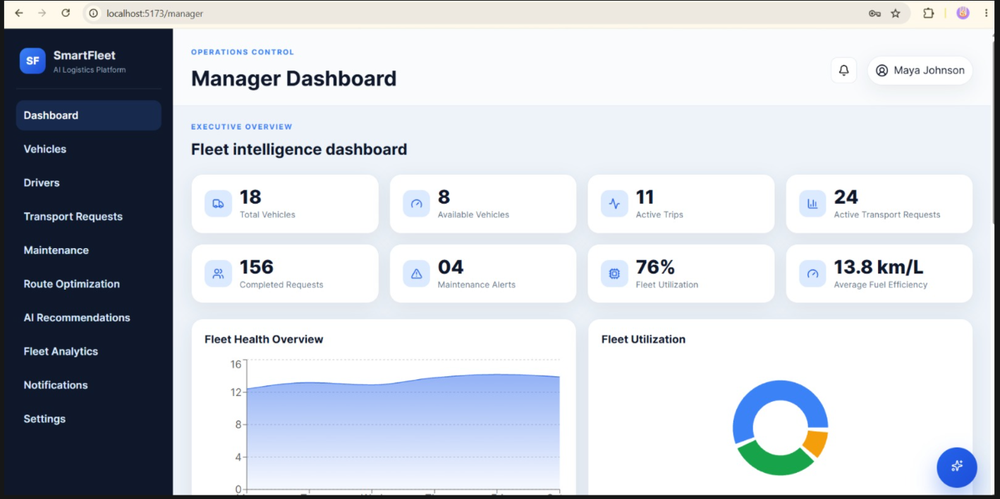 localhost:5173/manager
SF
SmartFleet
AI Logistics Platform
Dashboard
Vehicles
Drivers
Transport Requests
Maintenance
Route Optimization
AI Recommendations
Fleet Analytics
Notifications
Settings
OPERATIONS CONTROL
Manager Dashboard
Maya Johnson
EXECUTIVE OVERVIEW
Fleet intelligence dashboard
18
Total Vehicles
8
Available Vehicles
11
Active Trips
24
Active Transport Requests
156
Completed Requests
04
Maintenance Alerts
76%
Fleet Utilization
13.8 km/L
Average Fuel Efficiency
Fleet Health Overview
16
12
8
4
0
Fleet Utilization